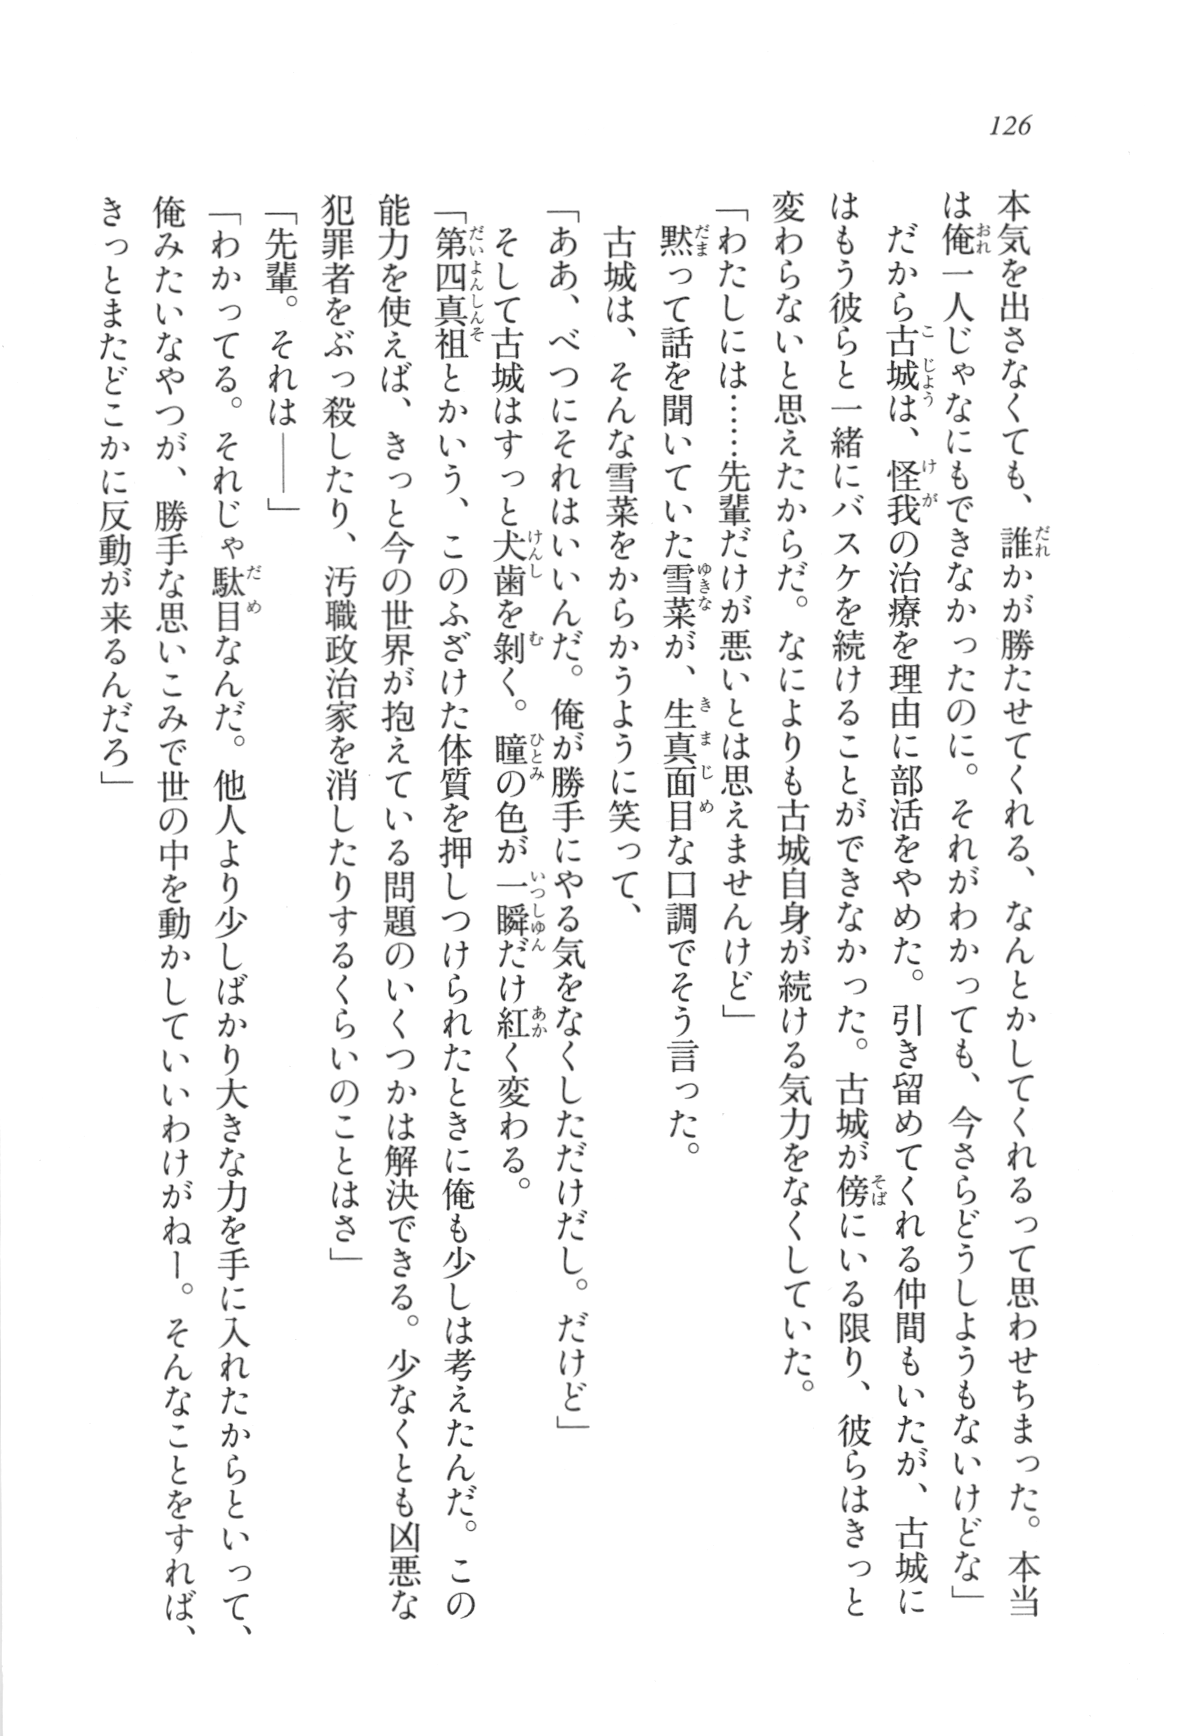 126
本気を出さなくても、誰かが勝たせてくれる、なんとかしてくれるって思わせちまった。本当
は俺一人じゃなにもできなかったのに。それがわかっても、今さらどうしようもないけどな」
だから古城は、怪我の治療を理由に部活をやめた。引き留めてくれる仲間もいたが、古城に
はもう彼らと一緒にバスケを続けることができなかった。古城が傍にいる限り、彼らはきっと
変わらないと思えたからだ。なによりも古城自身が続ける気力をなくしていた。
「わたしには……先輩だけが悪いとは思えませんけど」
黙って話を聞いていた雪菜が、生真面目な口調でそう言った。
古城は、そんな雪菜をからかうように笑って、
「ああ、べつにそれはいいんだ。俺が勝手にやる気をなくしただけだし。だけど」
そして古城はすっと犬歯を剝く。瞳の色が一瞬だけ紅く変わる。
「第四真祖とかいう、このふざけた体質を押しつけられたときに俺も少しは考えたんだ。この
能力を使えば、きっと今の世界が抱えている問題のいくつかは解決できる。少なくとも凶悪な
犯罪者をぶっ殺したり、汚職政治家を消したりするくらいのことはさ」
「先輩。それは――」
「わかってる。それじゃ駄目なんだ。他人より少しばかり大きな力を手に入れたからといって、
俺みたいなやつが、勝手な思いこみで世の中を動かしていいわけがねー。そんなことをすれば、
きっとまたどこかに反動が来るんだろ」